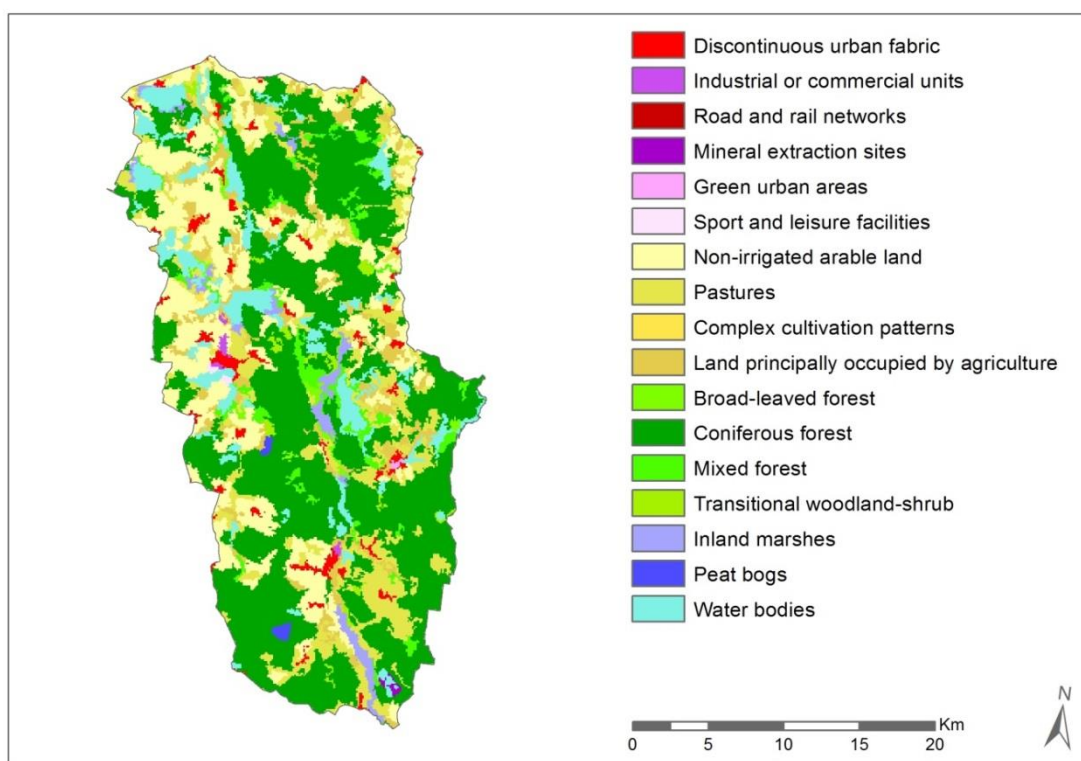 Discontinuous urban fabric
Industrial or commercial units
Road and rail networks
Mineral extraction sites
Green urban areas
Sport and leisure facilities
Non-irrigated arable land
Pastures
Complex cultivation patterns
Land principally occupied by agriculture
Broad-leaved forest
Coniferous forest
Mixed forest
Transitional woodland-shrub
Inland marshes
Peat bogs
Water bodies
N
Km
0 5 10 15 20